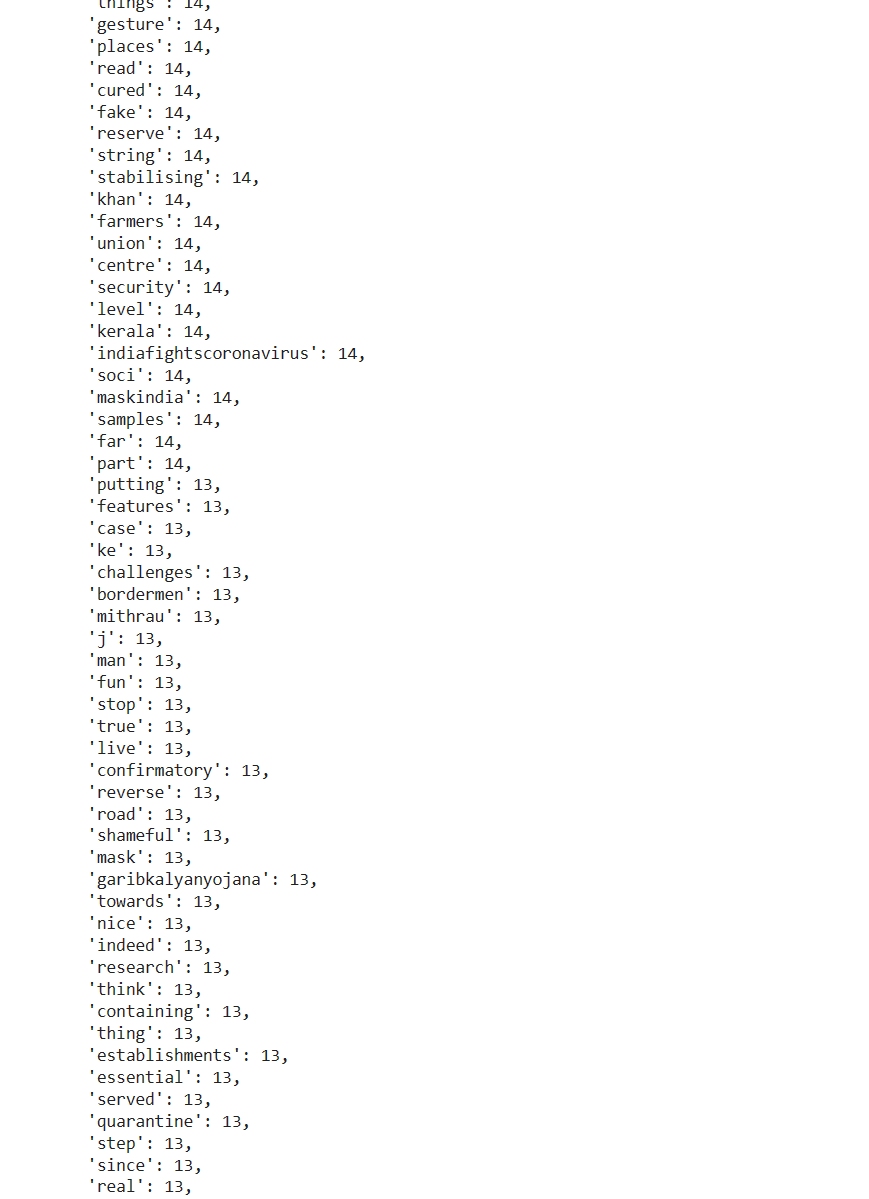 'things': 14,
'gesture': 14,
'places': 14,
'read': 14,
'cured': 14,
'fake': 14,
'reserve': 14,
'string': 14,
'stabilising': 14,
'khan': 14,
'farmers': 14,
'union': 14,
'centre': 14,
'security': 14,
'level': 14,
'kerala': 14,
'indiafightscoronavirus': 14,
'soci': 14,
'maskindia': 14,
'samples': 14,
'far': 14,
'part': 14,
'putting': 13,
'features': 13,
'case': 13,
'ke': 13,
'challenges': 13,
'bordermen': 13,
'mithrau': 13,
'j': 13,
'man': 13,
'fun': 13,
'stop': 13,
'true': 13,
'live': 13,
'confirmatory': 13,
'reverse': 13,
'road': 13,
'shameful': 13,
'mask': 13,
'garibkalyanyojana': 13,
'towards': 13,
'nice': 13,
'indeed': 13,
'research': 13,
'think': 13,
'containing': 13,
'thing': 13,
'establishments': 13,
'essential': 13,
'served': 13,
'quarantine': 13,
'step': 13,
'since': 13,
'real': 13,